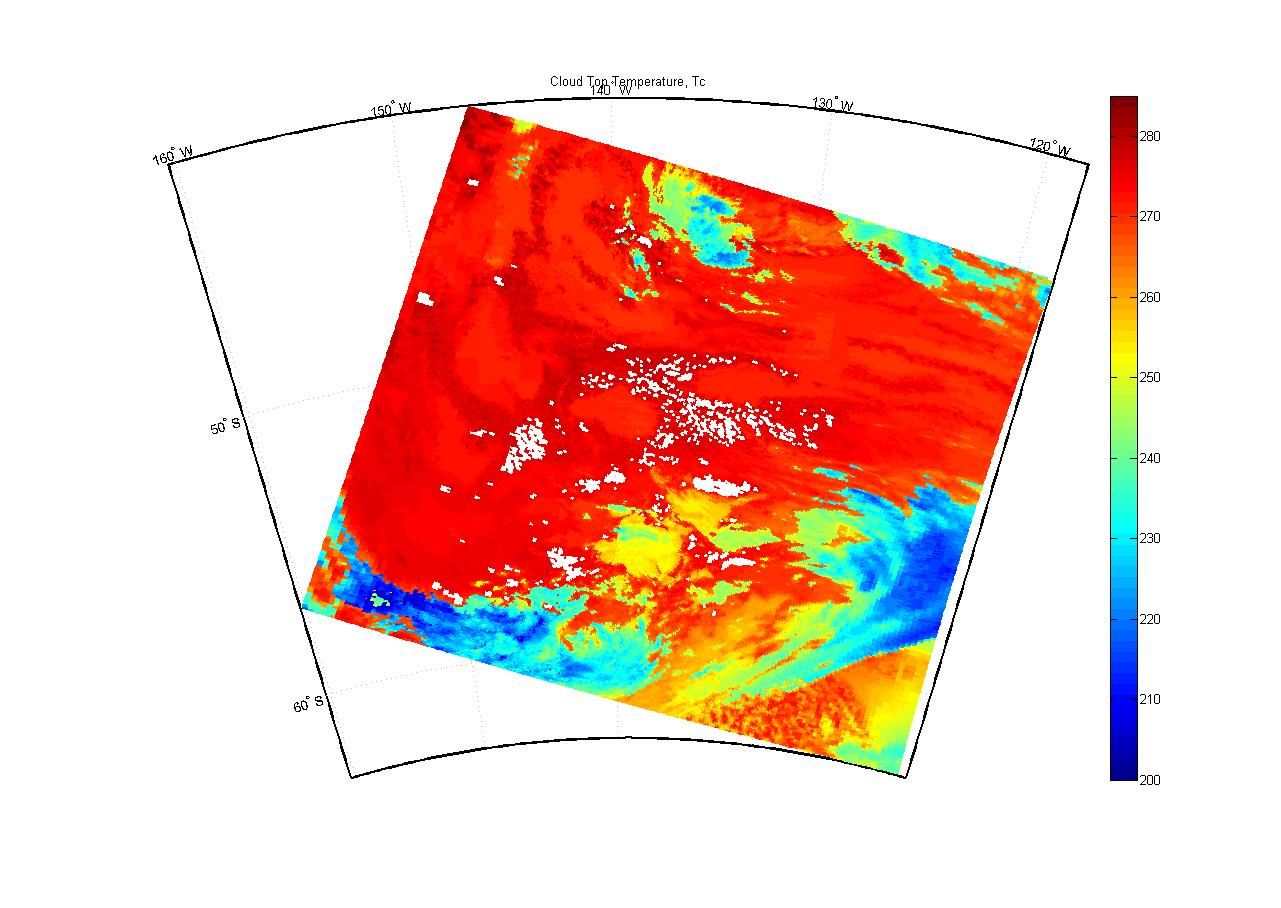 Cloud Top Temperature, Tc
160° W
150° W
140° W
130° W
120° W
50° S
60° S
280
270
260
250
240
230
220
210
200